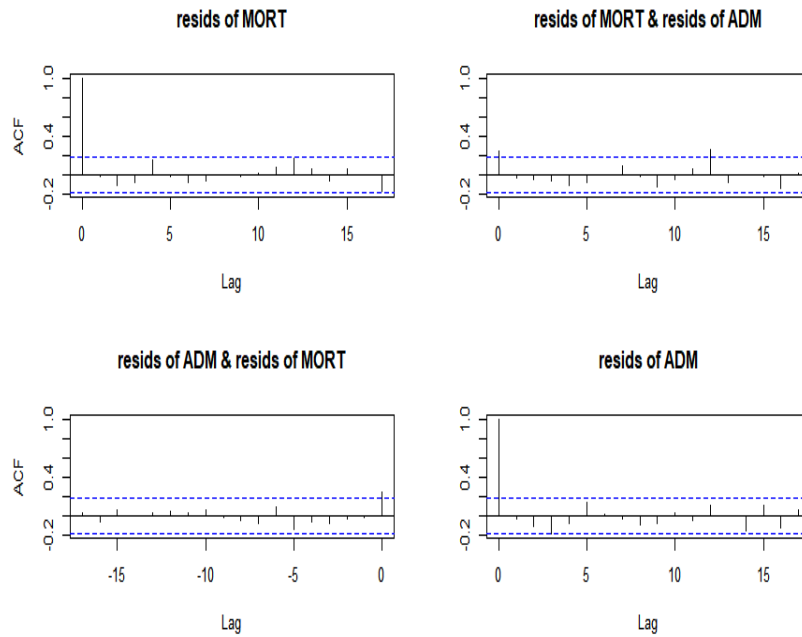 resids of MORT
ACF
1.0
0.4
-0.2
0 5 10 15
Lag
resids of MORT & resids of ADM
1.0
0.4
-0.2
0 5 10 15
Lag
resids of ADM & resids of MORT
ACF
1.0
0.4
-0.2
-15 -10 -5 0
Lag
resids of ADM
1.0
0.4
-0.2
0 5 10 15
Lag